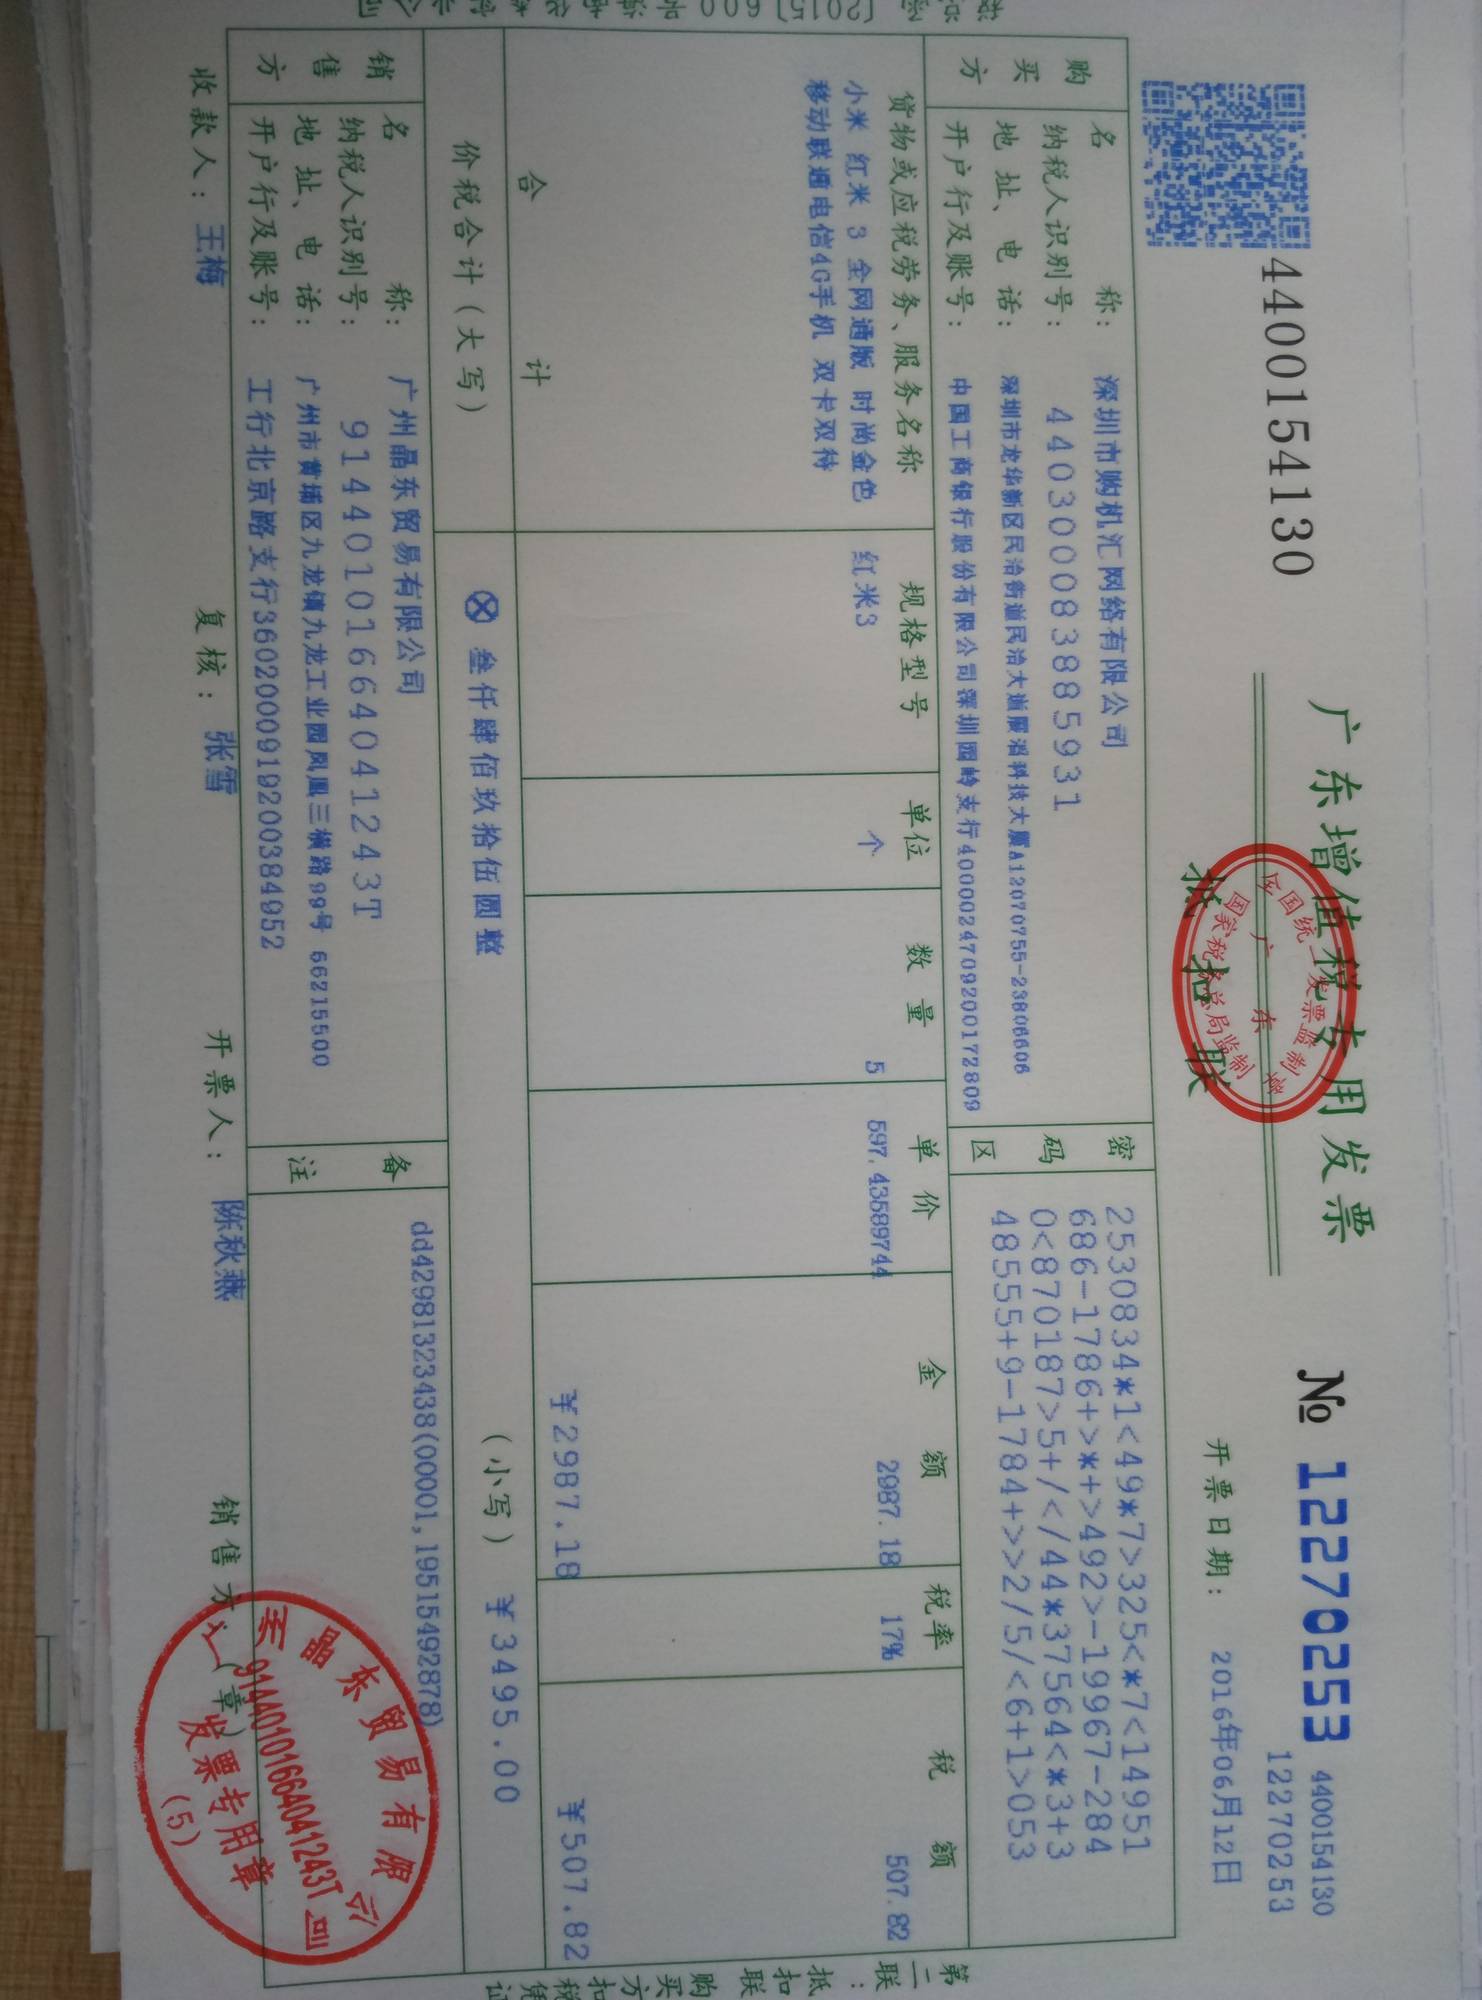 4400154130
广东增值税专用发票
№ 12270253
4400154130
12270253
抵扣联
国家税务总局监制
广东
开票日期: 2016年06月12日
购买方
名称: 深圳市购机汇网络有限公司
纳税人识别号: 440300838885931
地址、电话: 深圳市龙华新区民治街道民治大道展滔科技大厦A12070755-23806606
开户行及账号: 中国工商银行股份有限公司深圳园岭支行4000024709200172809
密码区
2530834*1<49*7>325<*7<14951
686-1786+>*+>492>-19967-284
0<870187>5+/</44*37564<*3+3
48555+9-1784+>>2/5/<6+1>053
货物或应税劳务、服务名称 规格型号 单位 数量 单价 金额 税率 税额
小米 红米 3 全网通版 时尚金色 红米3 个 5 597.43589744 2987.18 17% 507.82
移动联通电信4G手机 双卡双待
合计 ¥2987.18 ¥507.82
价税合计(大写) ⊗ 叁仟肆佰玖拾伍圆整 (小写) ¥3495.00
销售方
名称: 广州晶东贸易有限公司
纳税人识别号: 91440101664041243T
地址、电话: 广州市黄埔区九龙镇九龙工业园凤凰三横路99号 66215500
开户行及账号: 工行北京路支行3602000919200384952
备注
dd42981323438(00001,19515492878)
收款人: 王梅 复核: 张雪 开票人: 陈秋燕 销售方:(章)
晶东贸易有限公司
91440101664041243T
发票专用章
(5)
第二联:抵扣联 购买方扣税凭证